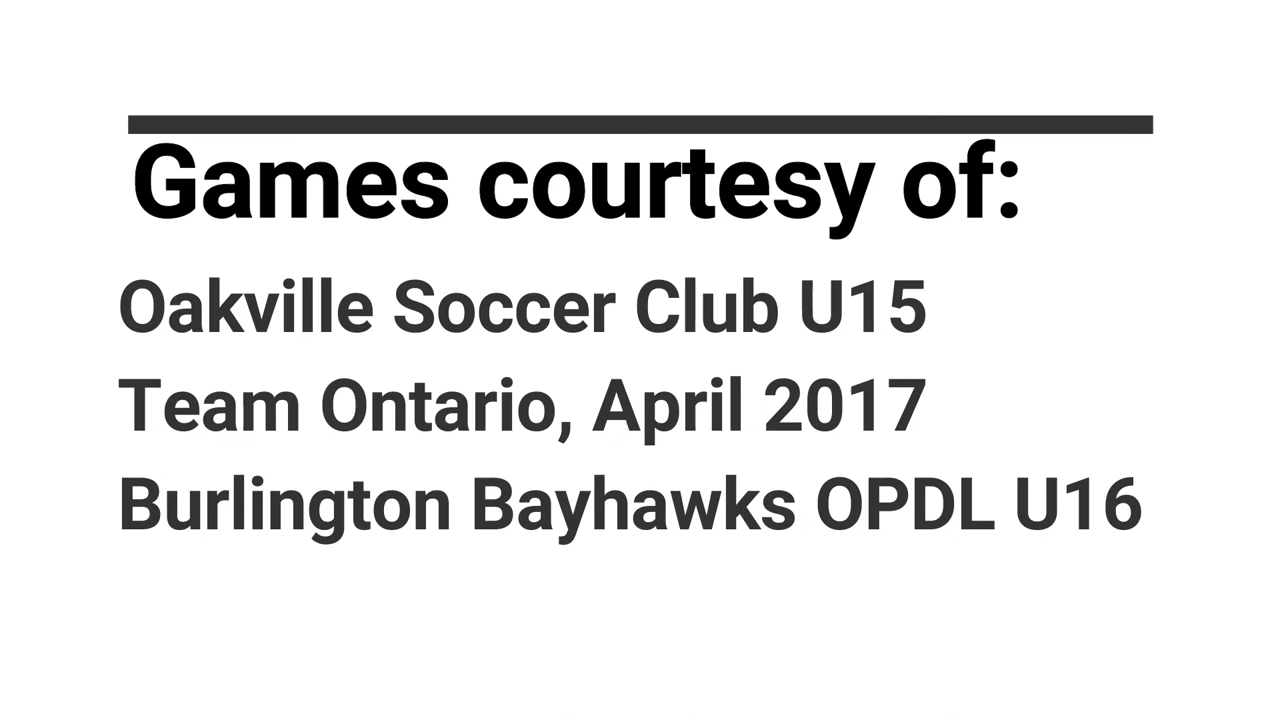 Games courtesy of:
Oakville Soccer Club U15
Team Ontario, April 2017
Burlington Bayhawks OPDL U16